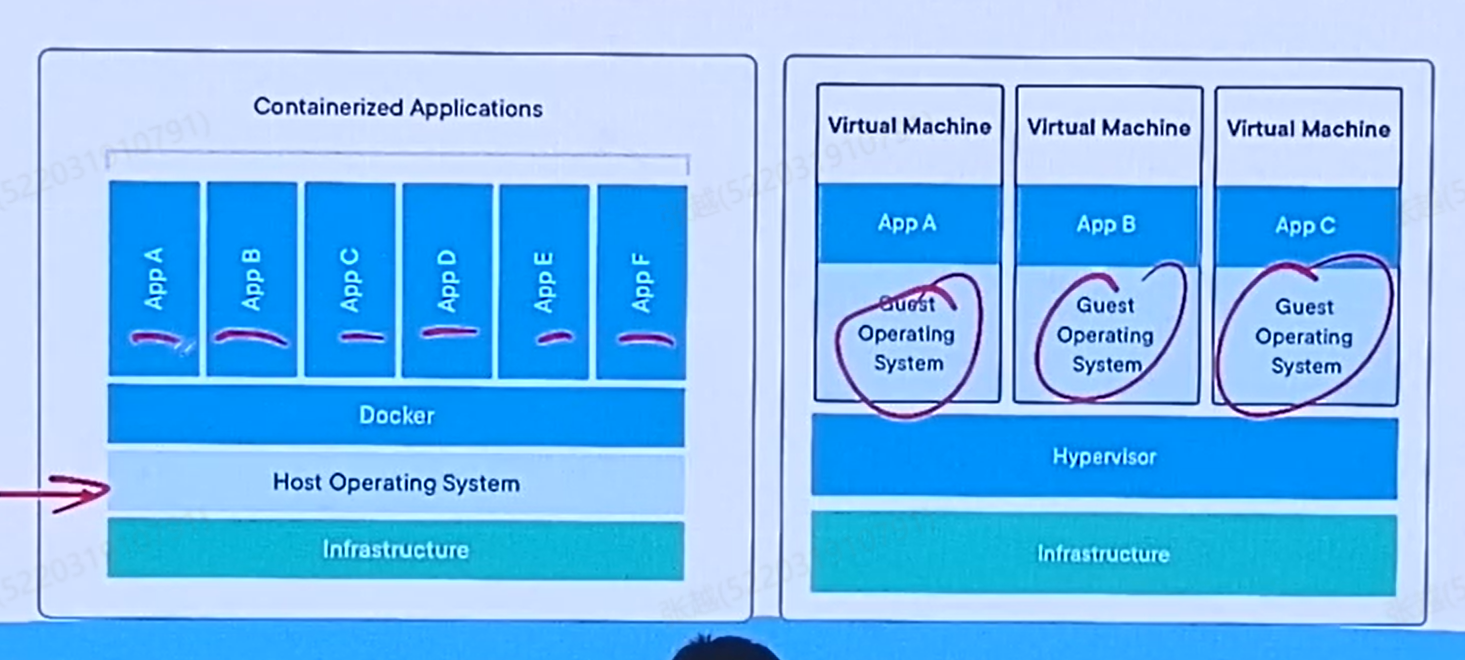 Containerized Applications
App A
App B
App C
App D
App E
App F
Docker
Host Operating System
Infrastructure
Virtual Machine
App A
Guest
Operating
System
Virtual Machine
App B
Guest
Operating
System
Virtual Machine
App C
Guest
Operating
System
Hypervisor
Infrastructure